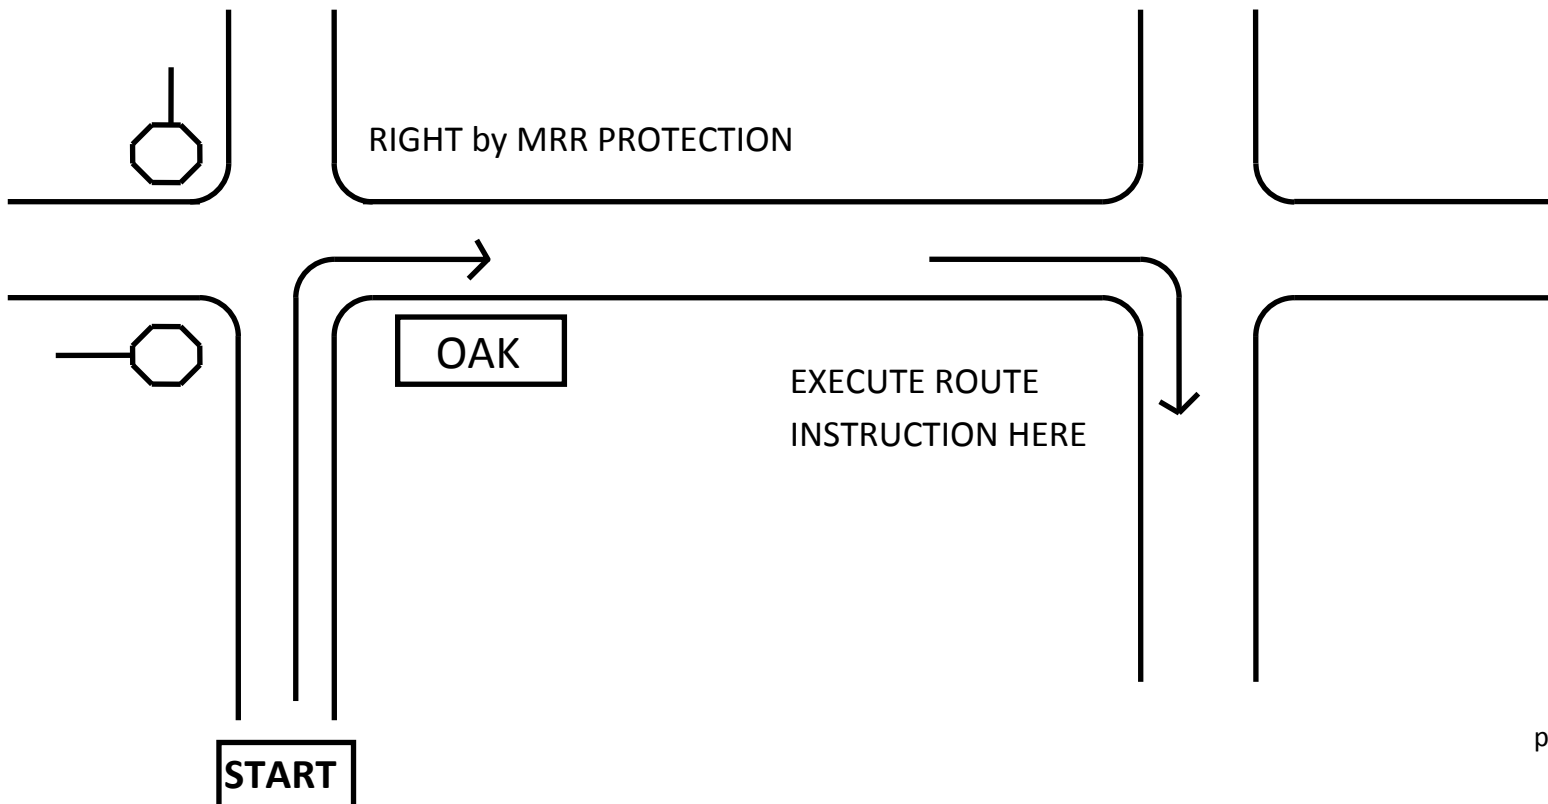 RIGHT by MRR PROTECTION
OAK
EXECUTE ROUTE
INSTRUCTION HERE
p
START